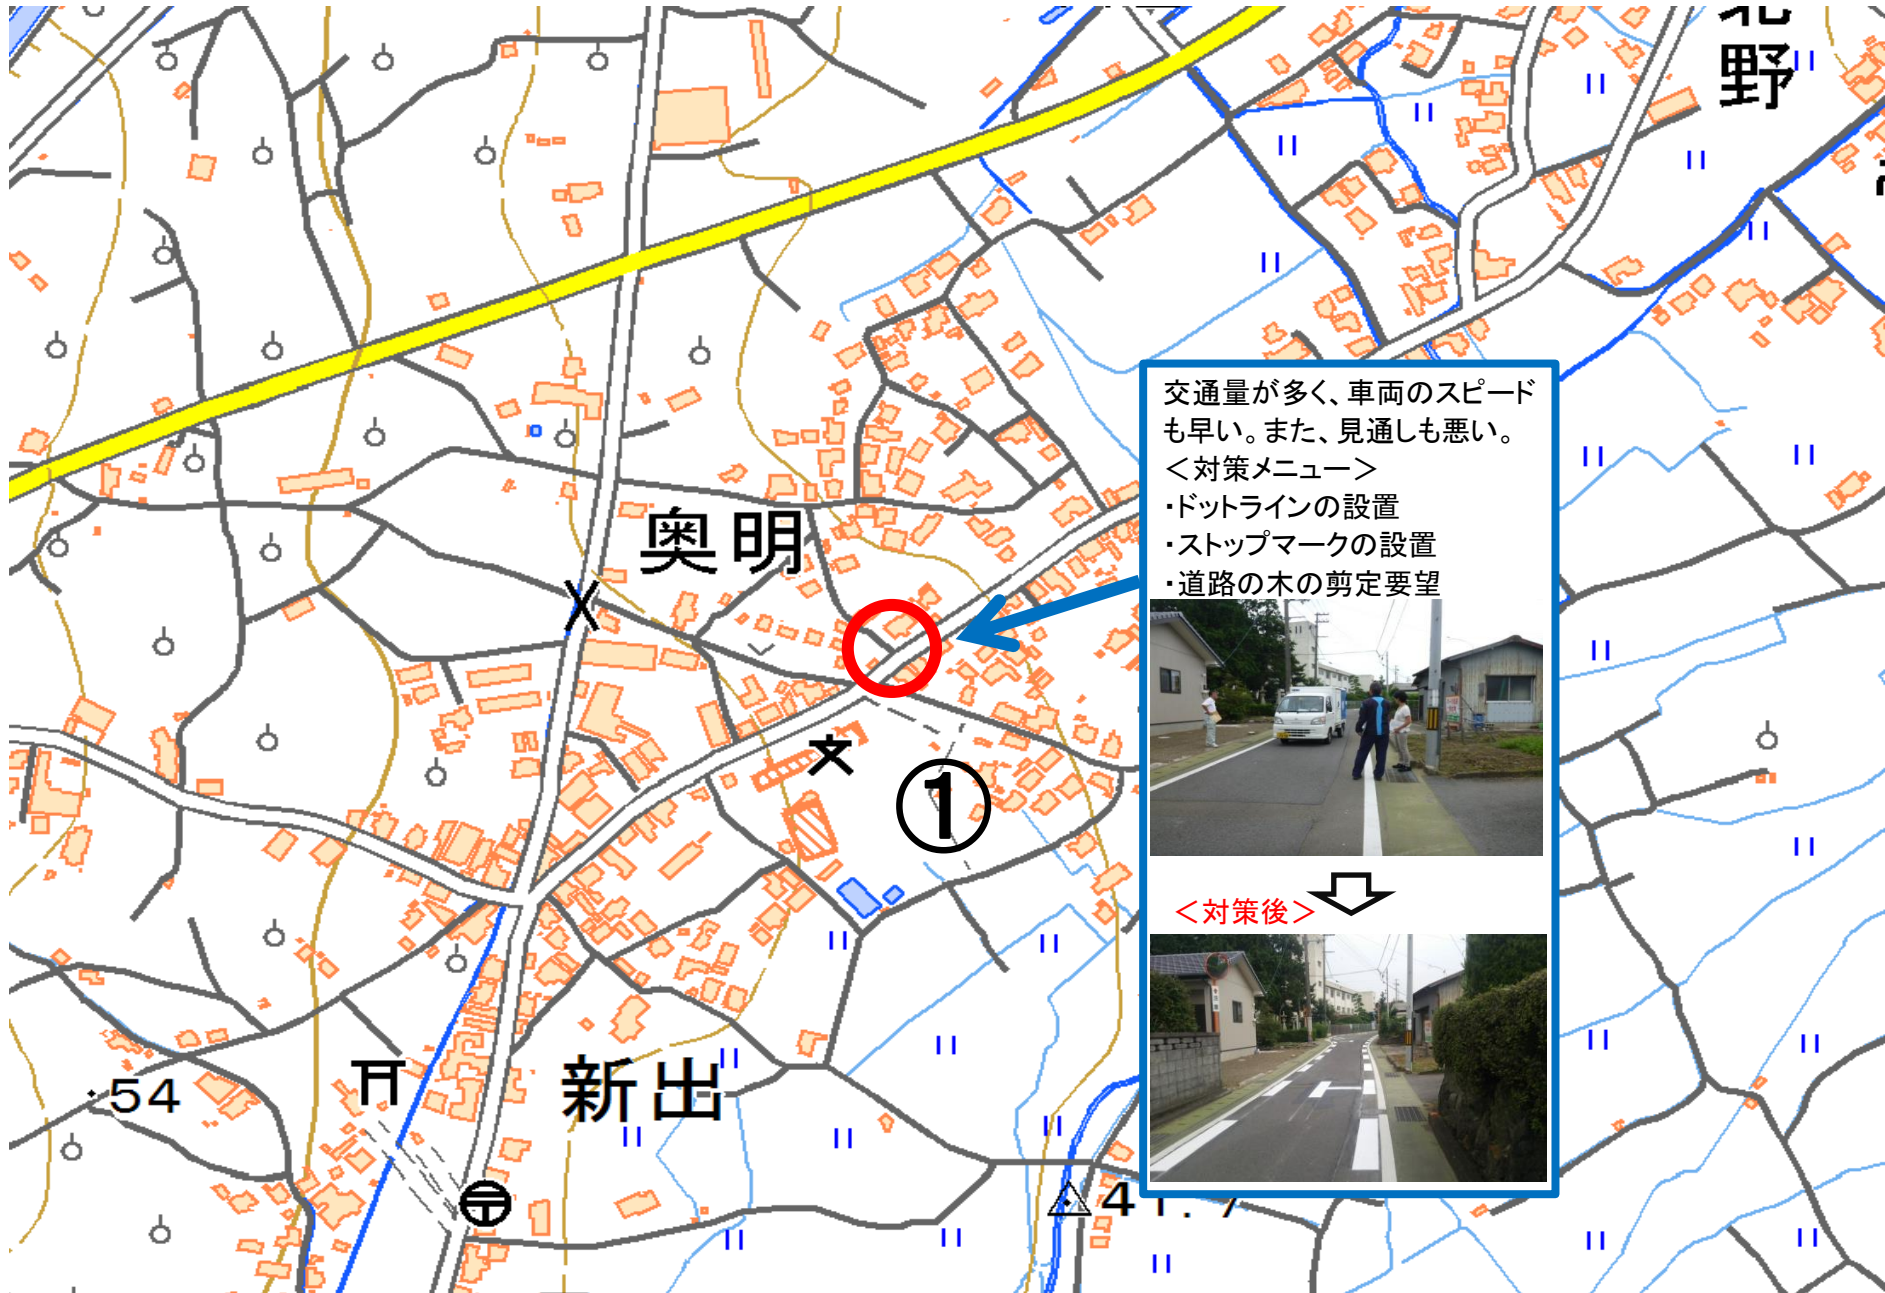 北
野
交通量が多く、車両のスピード
も早い。また、見通しも悪い。
＜対策メニュー＞
・ドットラインの設置
・ストップマークの設置
・道路の木の剪定要望
奥明
①
＜対策後＞
新出
54